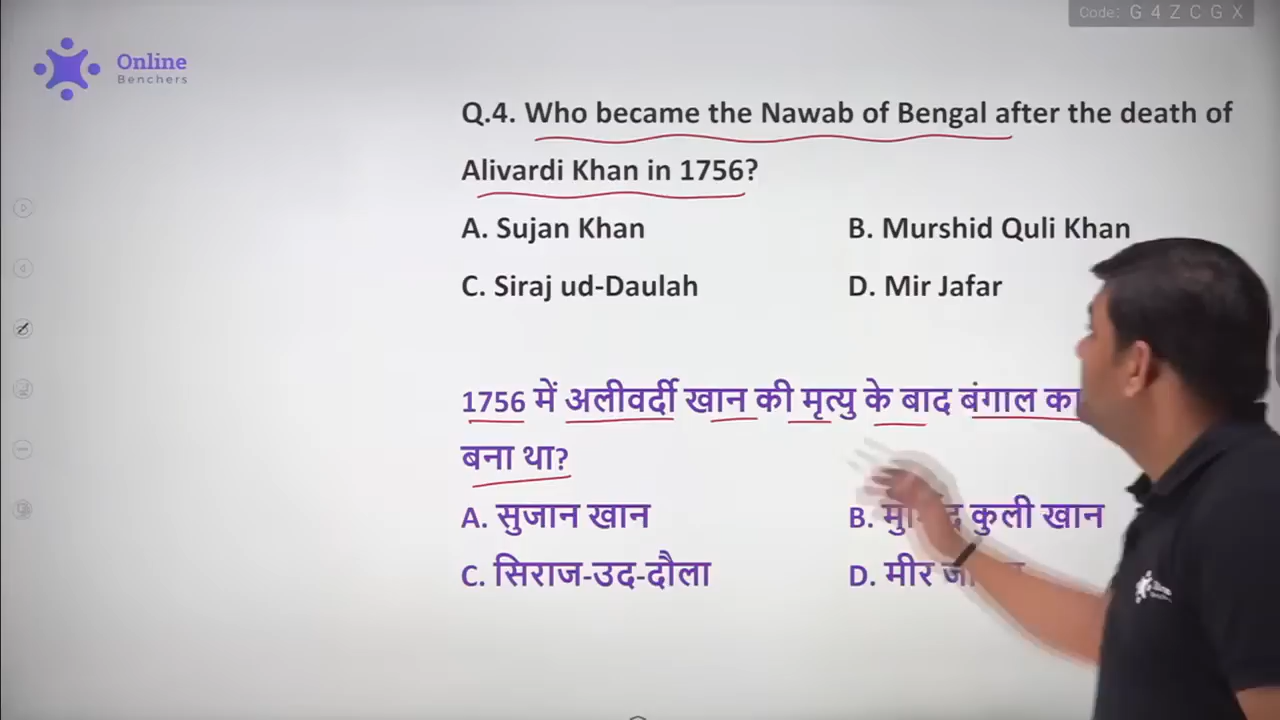 Code: G 4 Z C G X
Online
Benchers
Q.4. Who became the Nawab of Bengal after the death of
Alivardi Khan in 1756?
A. Sujan Khan
B. Murshid Quli Khan
C. Siraj ud-Daulah
D. Mir Jafar
1756 में अलीवर्दी खान की मृत्यु के बाद बंगाल का
बना था?
A. सुजान खान
B. कुली खान
C. सिराज-उद-दौला
D. मीर